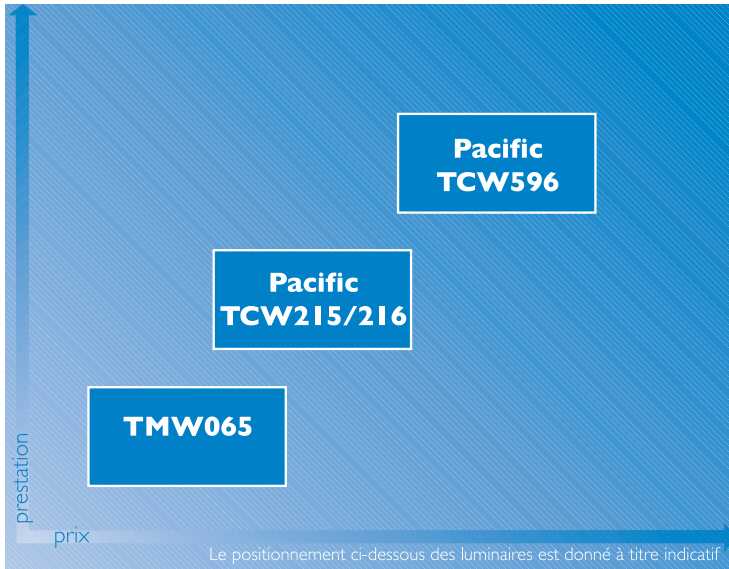 Pacific
TCW596
Pacific
TCW215/216
TMW065
prestation
prix
Le positionnement ci-dessous des luminaires est donné à titre indicatif